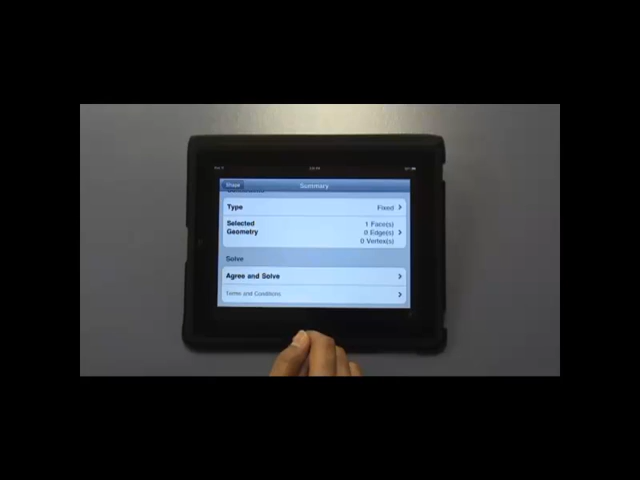 Summary
Type
Fixed
Selected
Geometry
1 Face(s)
0 Edge(s)
0 Vertex(s)
Solve
Agree and Solve
Terms and Conditions